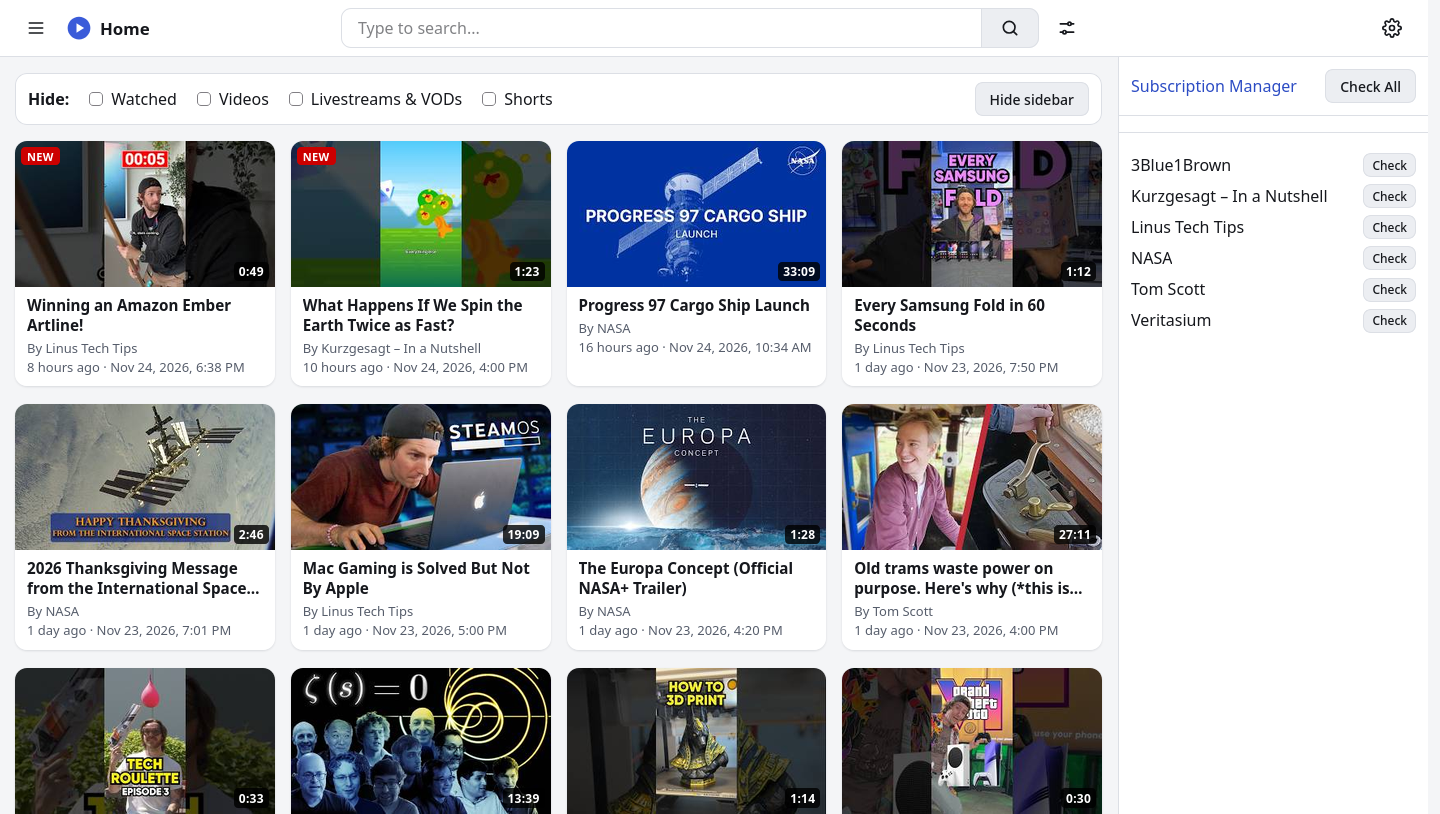 Home
Type to search...
Hide:
Watched
Videos
Livestreams & VODs
Shorts
Hide sidebar
Subscription Manager
Check All
3Blue1Brown
Check
Kurzgesagt – In a Nutshell
Check
Linus Tech Tips
Check
NASA
Check
Tom Scott
Check
Veritasium
Check
NEW
00:05
0:49
Winning an Amazon Ember
Artline!
By Linus Tech Tips
8 hours ago · Nov 24, 2026, 6:38 PM
NEW
1:23
What Happens If We Spin the
Earth Twice as Fast?
By Kurzgesagt – In a Nutshell
10 hours ago · Nov 24, 2026, 4:00 PM
NASA
PROGRESS 97 CARGO SHIP
LAUNCH
33:09
Progress 97 Cargo Ship Launch
By NASA
16 hours ago · Nov 24, 2026, 10:34 AM
EVERY
SAMSUNG
FOLD
1:12
Every Samsung Fold in 60
Seconds
By Linus Tech Tips
1 day ago · Nov 23, 2026, 7:50 PM
HAPPY THANKSGIVING
FROM THE INTERNATIONAL SPACE STATION
2:46
2026 Thanksgiving Message
from the International Space...
By NASA
1 day ago · Nov 23, 2026, 7:01 PM
STEAMOS
19:09
Mac Gaming is Solved But Not
By Apple
By Linus Tech Tips
1 day ago · Nov 23, 2026, 5:00 PM
THE
EUROPA
CONCEPT
1:28
The Europa Concept (Official
NASA+ Trailer)
By NASA
1 day ago · Nov 23, 2026, 4:20 PM
27:11
Old trams waste power on
purpose. Here's why (*this is...
By Tom Scott
1 day ago · Nov 23, 2026, 4:00 PM
TECH
ROULETTE
EPISODE 3
0:33
ζ(s) = 0
13:39
HOW TO
3D PRINT
1:14
grand
theft
use your phone
0:30